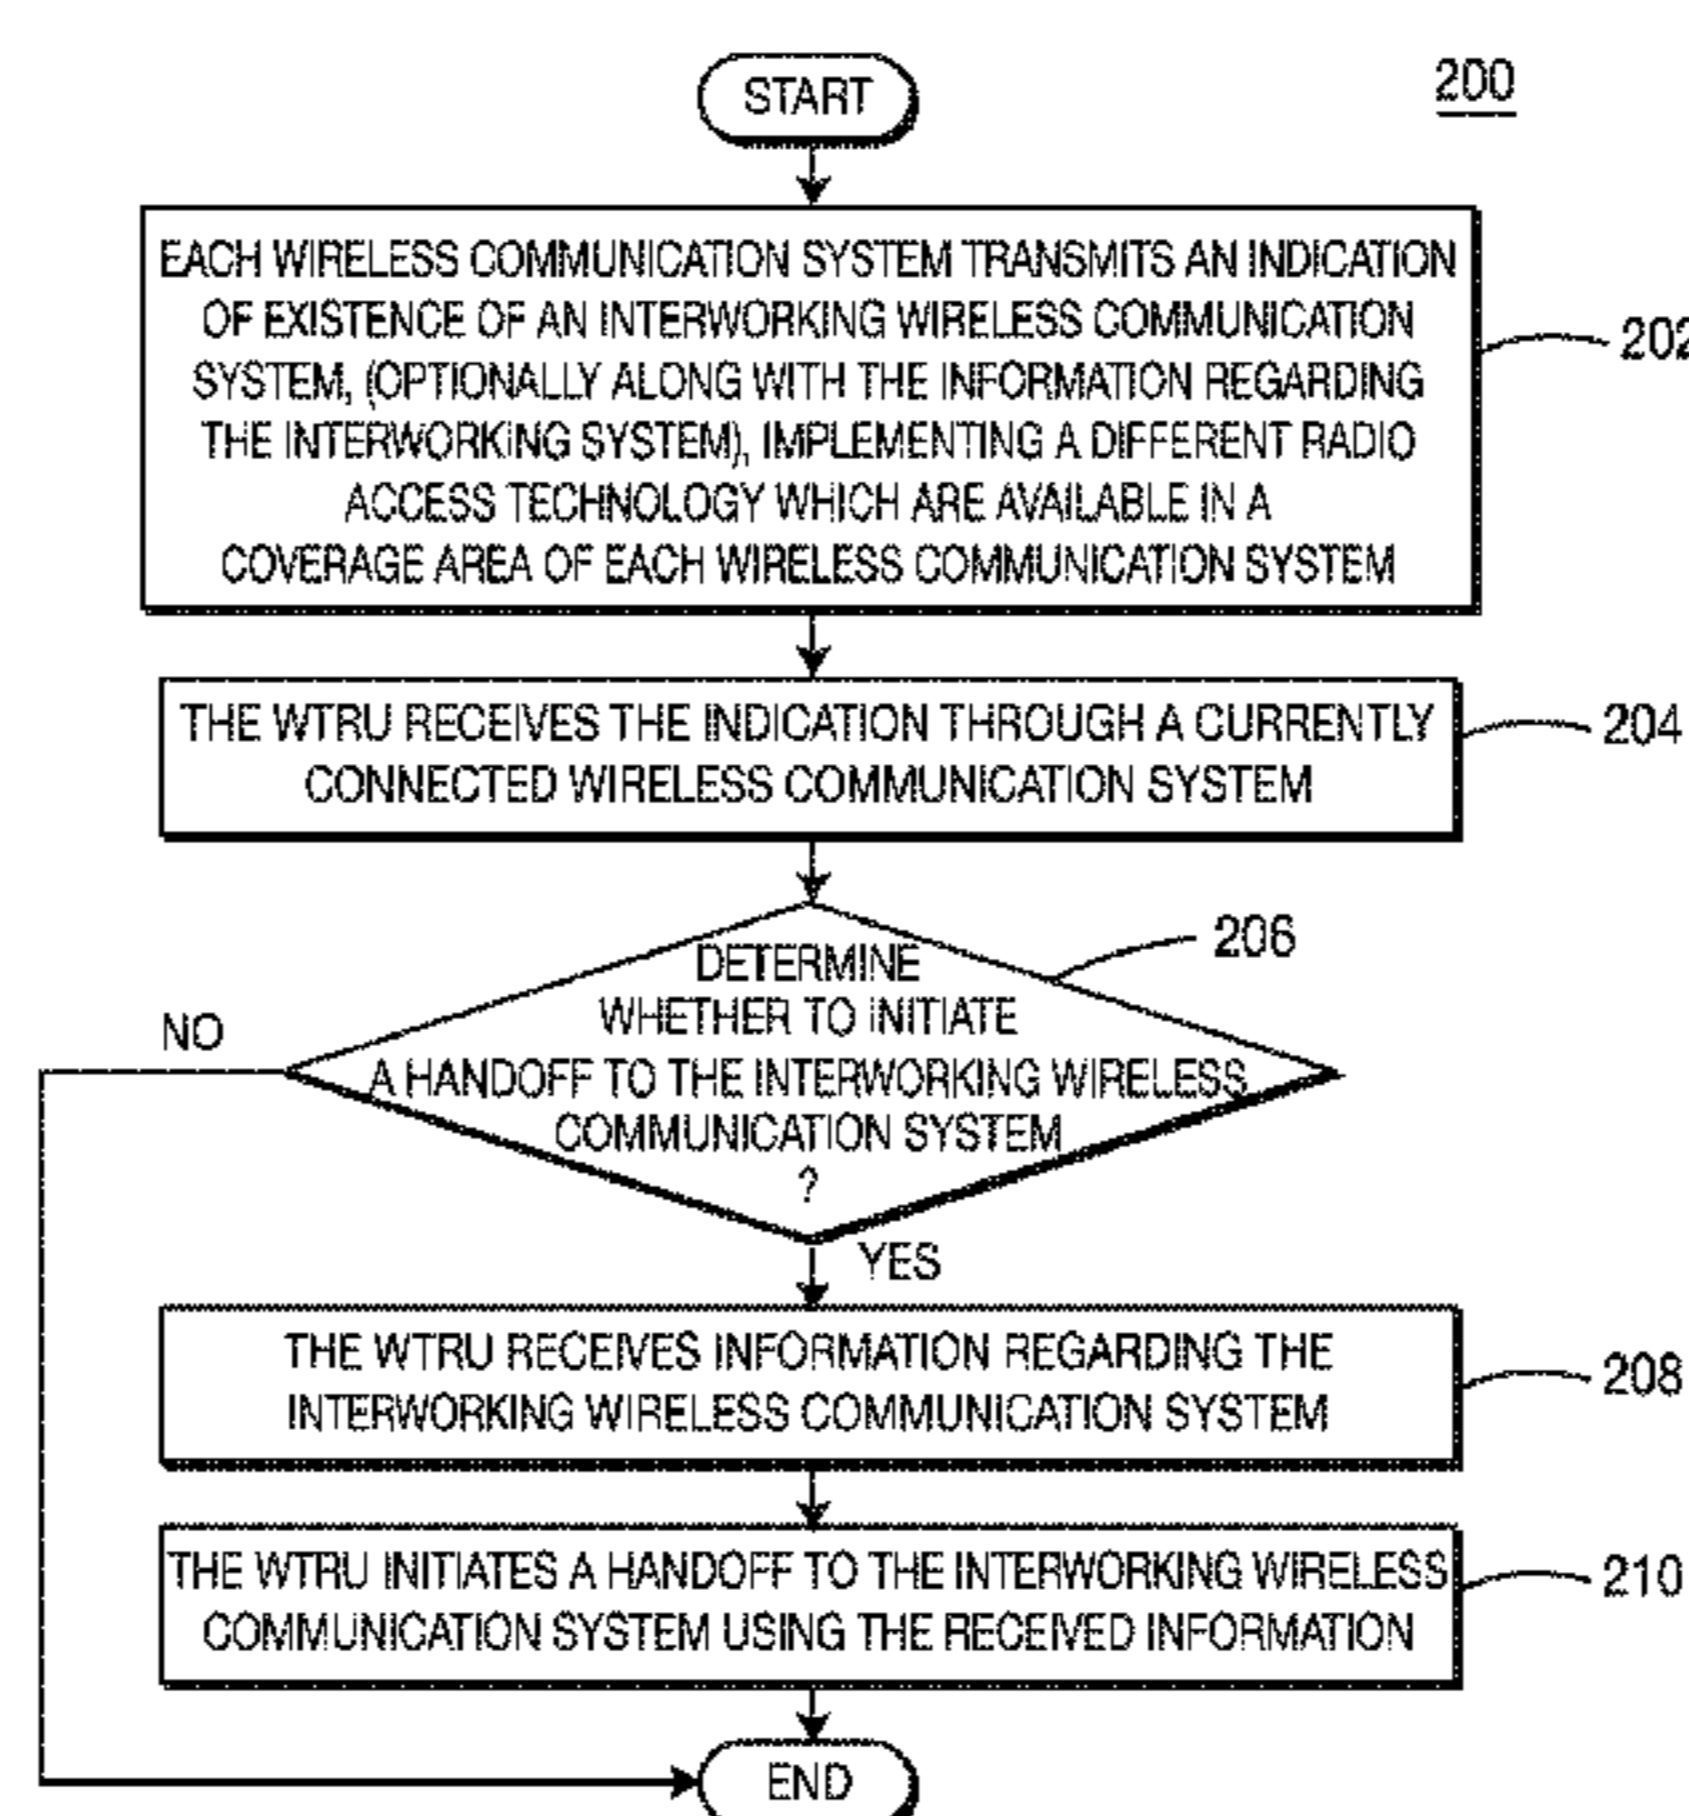 START
200
EACH WIRELESS COMMUNICATION SYSTEM TRANSMITS AN INDICATION
OF EXISTENCE OF AN INTERWORKING WIRELESS COMMUNICATION
SYSTEM, (OPTIONALLY ALONG WITH THE INFORMATION REGARDING
THE INTERWORKING SYSTEM), IMPLEMENTING A DIFFERENT RADIO
ACCESS TECHNOLOGY WHICH ARE AVAILABLE IN A
COVERAGE AREA OF EACH WIRELESS COMMUNICATION SYSTEM
202
THE WTRU RECEIVES THE INDICATION THROUGH A CURRENTLY
CONNECTED WIRELESS COMMUNICATION SYSTEM
204
DETERMINE
WHETHER TO INITIATE
A HANDOFF TO THE INTERWORKING WIRELESS
COMMUNICATION SYSTEM
?
206
NO
YES
THE WTRU RECEIVES INFORMATION REGARDING THE
INTERWORKING WIRELESS COMMUNICATION SYSTEM
208
THE WTRU INITIATES A HANDOFF TO THE INTERWORKING WIRELESS
COMMUNICATION SYSTEM USING THE RECEIVED INFORMATION
210
END